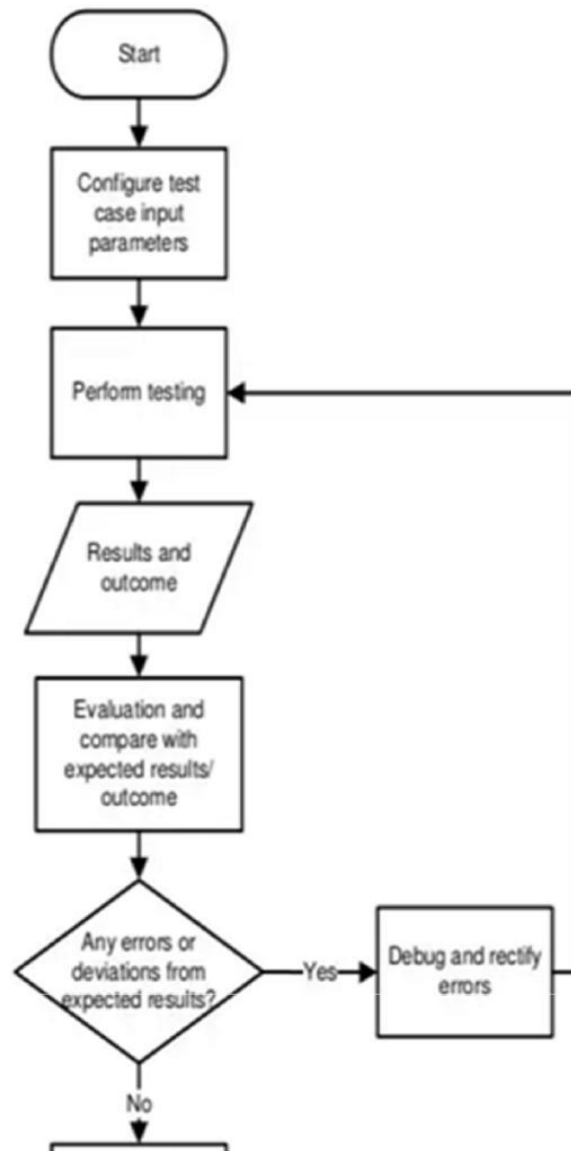 Start
Configure test
case input
parameters
Perform testing
Results and
outcome
Evaluation and
compare with
expected results/
outcome
Any errors or
deviations from
expected results?
Yes
Debug and rectify
errors
No